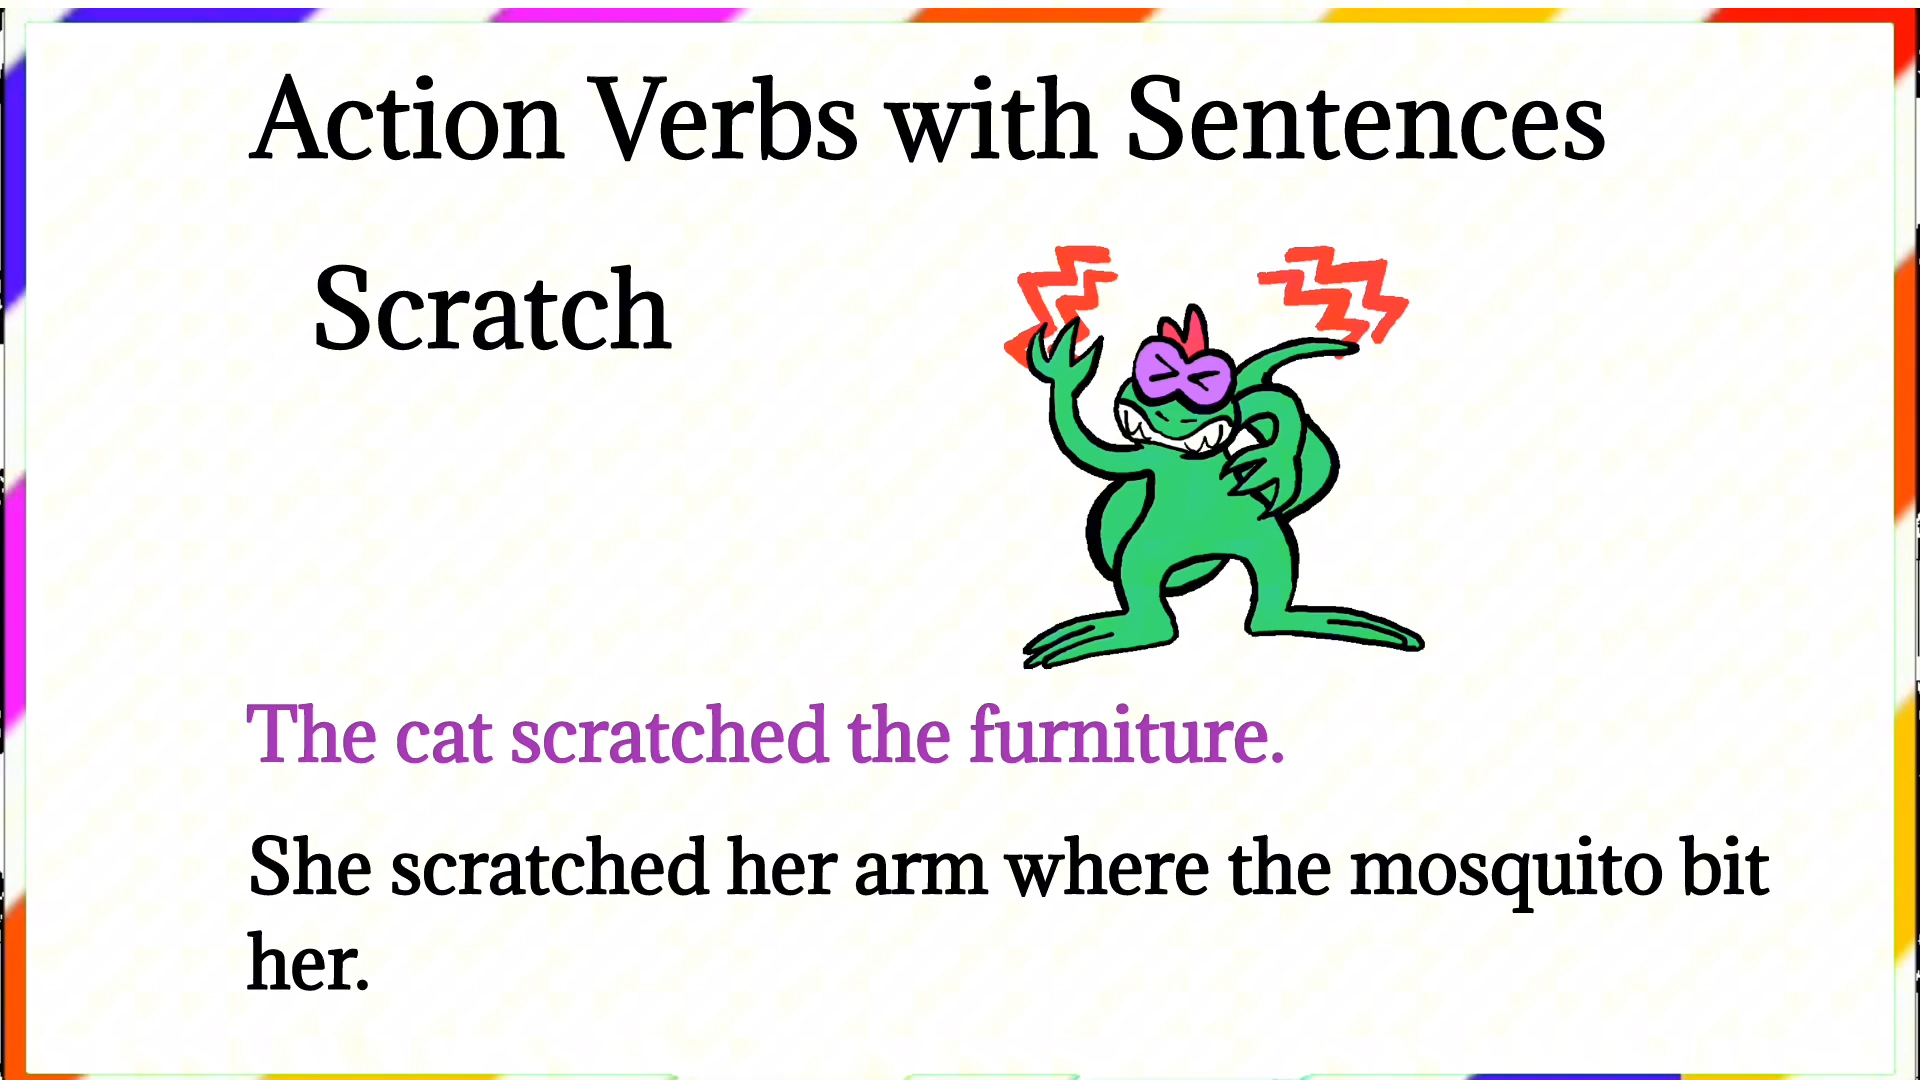 Action Verbs with Sentences
Scratch
The cat scratched the furniture.
She scratched her arm where the mosquito bit
her.